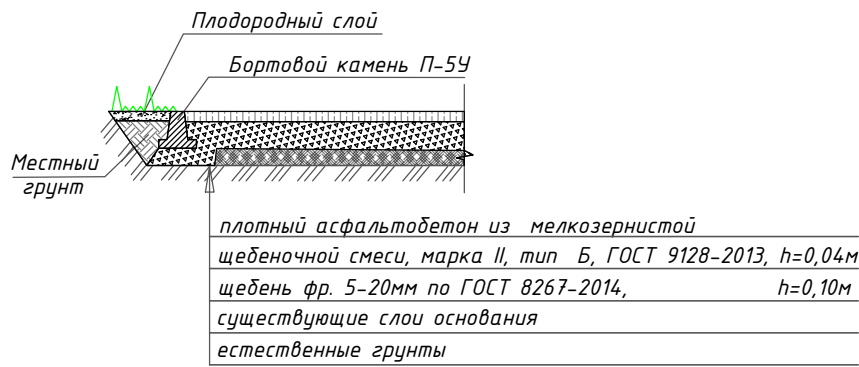 Плодородный слой
Бортовой камень П-5У
Местный
грунт
плотный асфальтобетон из мелкозернистой
щебеночной смеси, марка II, тип Б, ГОСТ 9128-2013, h=0,04м
щебень фр. 5-20мм по ГОСТ 8267-2014, h=0,10м
существующие слои основания
естественные грунты